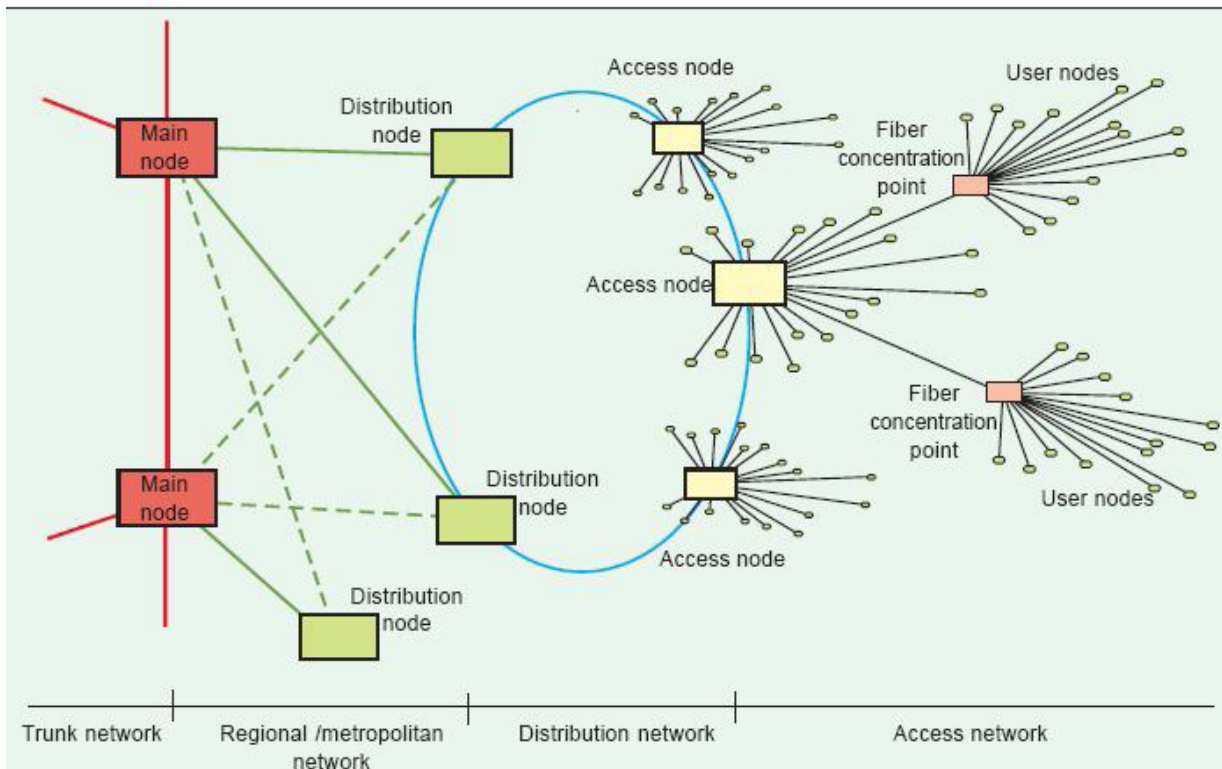 Access node
User nodes
Distribution
node
Main
node
Fiber
concentration
point
Access node
Fiber
concentration
point
Main
node
Distribution
node
User nodes
Access node
Distribution
node
Trunk network
Regional /metropolitan
network
Distribution network
Access network